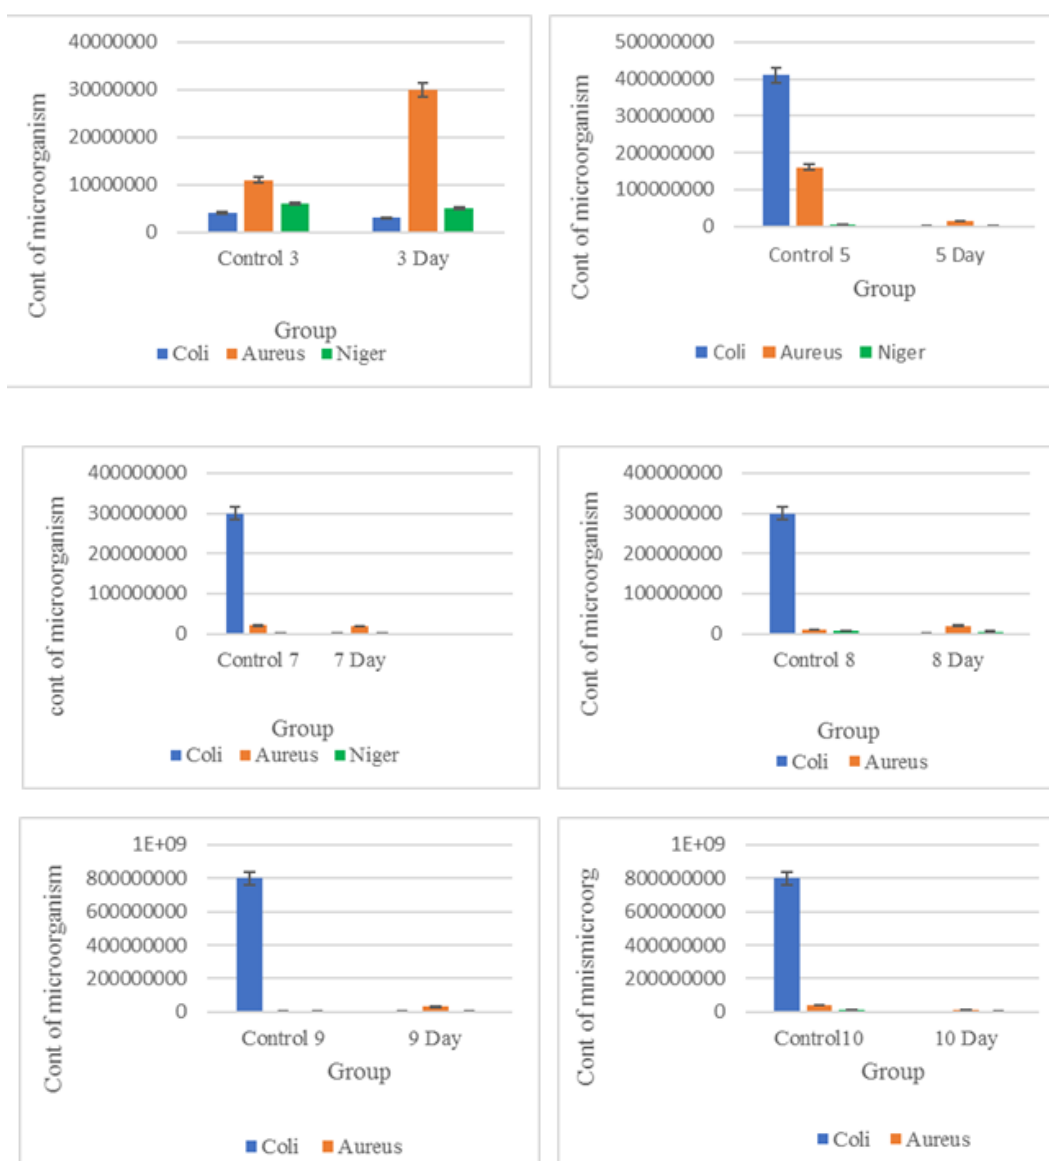 40000000
30000000
20000000
10000000
0
Cont of microorganism
Control 3 3 Day
Group
Coli Aureus Niger
500000000
400000000
300000000
200000000
100000000
0
Cont of microorganism
Control 5 5 Day
Group
Coli Aureus Niger
400000000
300000000
200000000
100000000
0
cont of microorganism
Control 7 7 Day
Group
Coli Aureus Niger
400000000
300000000
200000000
100000000
0
Cont of microorganism
Control 8 8 Day
Group
Coli Aureus
1E+09
800000000
600000000
400000000
200000000
0
Cont of microorganism
Control 9 9 Day
Group
Coli Aureus
1E+09
800000000
600000000
400000000
200000000
0
Cont of mnismicroorg
Control10 10 Day
Group
Coli Aureus